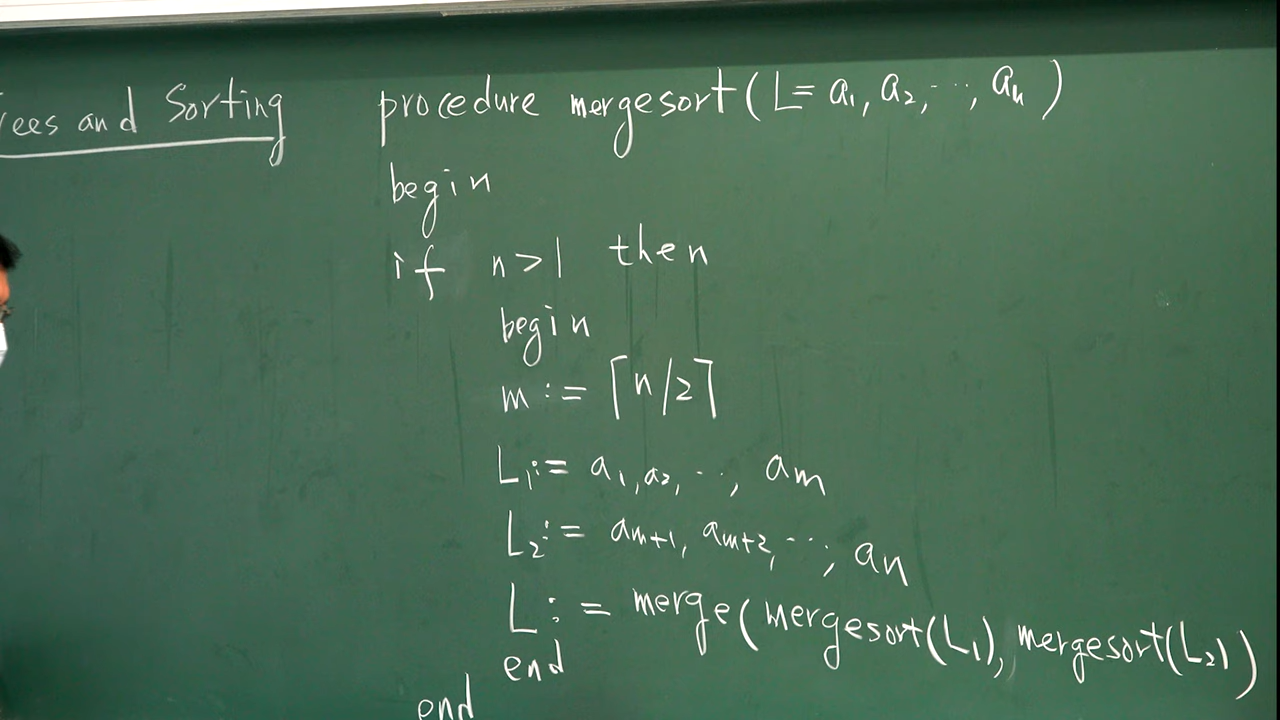 and Sorting
procedure mergesort(L=a₁, a₂, ..., aₙ)
begin
if n>1 then
begin
m := ⌈n/2⌉
L₁:= a₁, a₂, ..., aₘ
L₂:= aₘ₊₁, aₘ₊₂, ..., aₙ
L := merge(mergesort(L₁), mergesort(L₂))
end
end